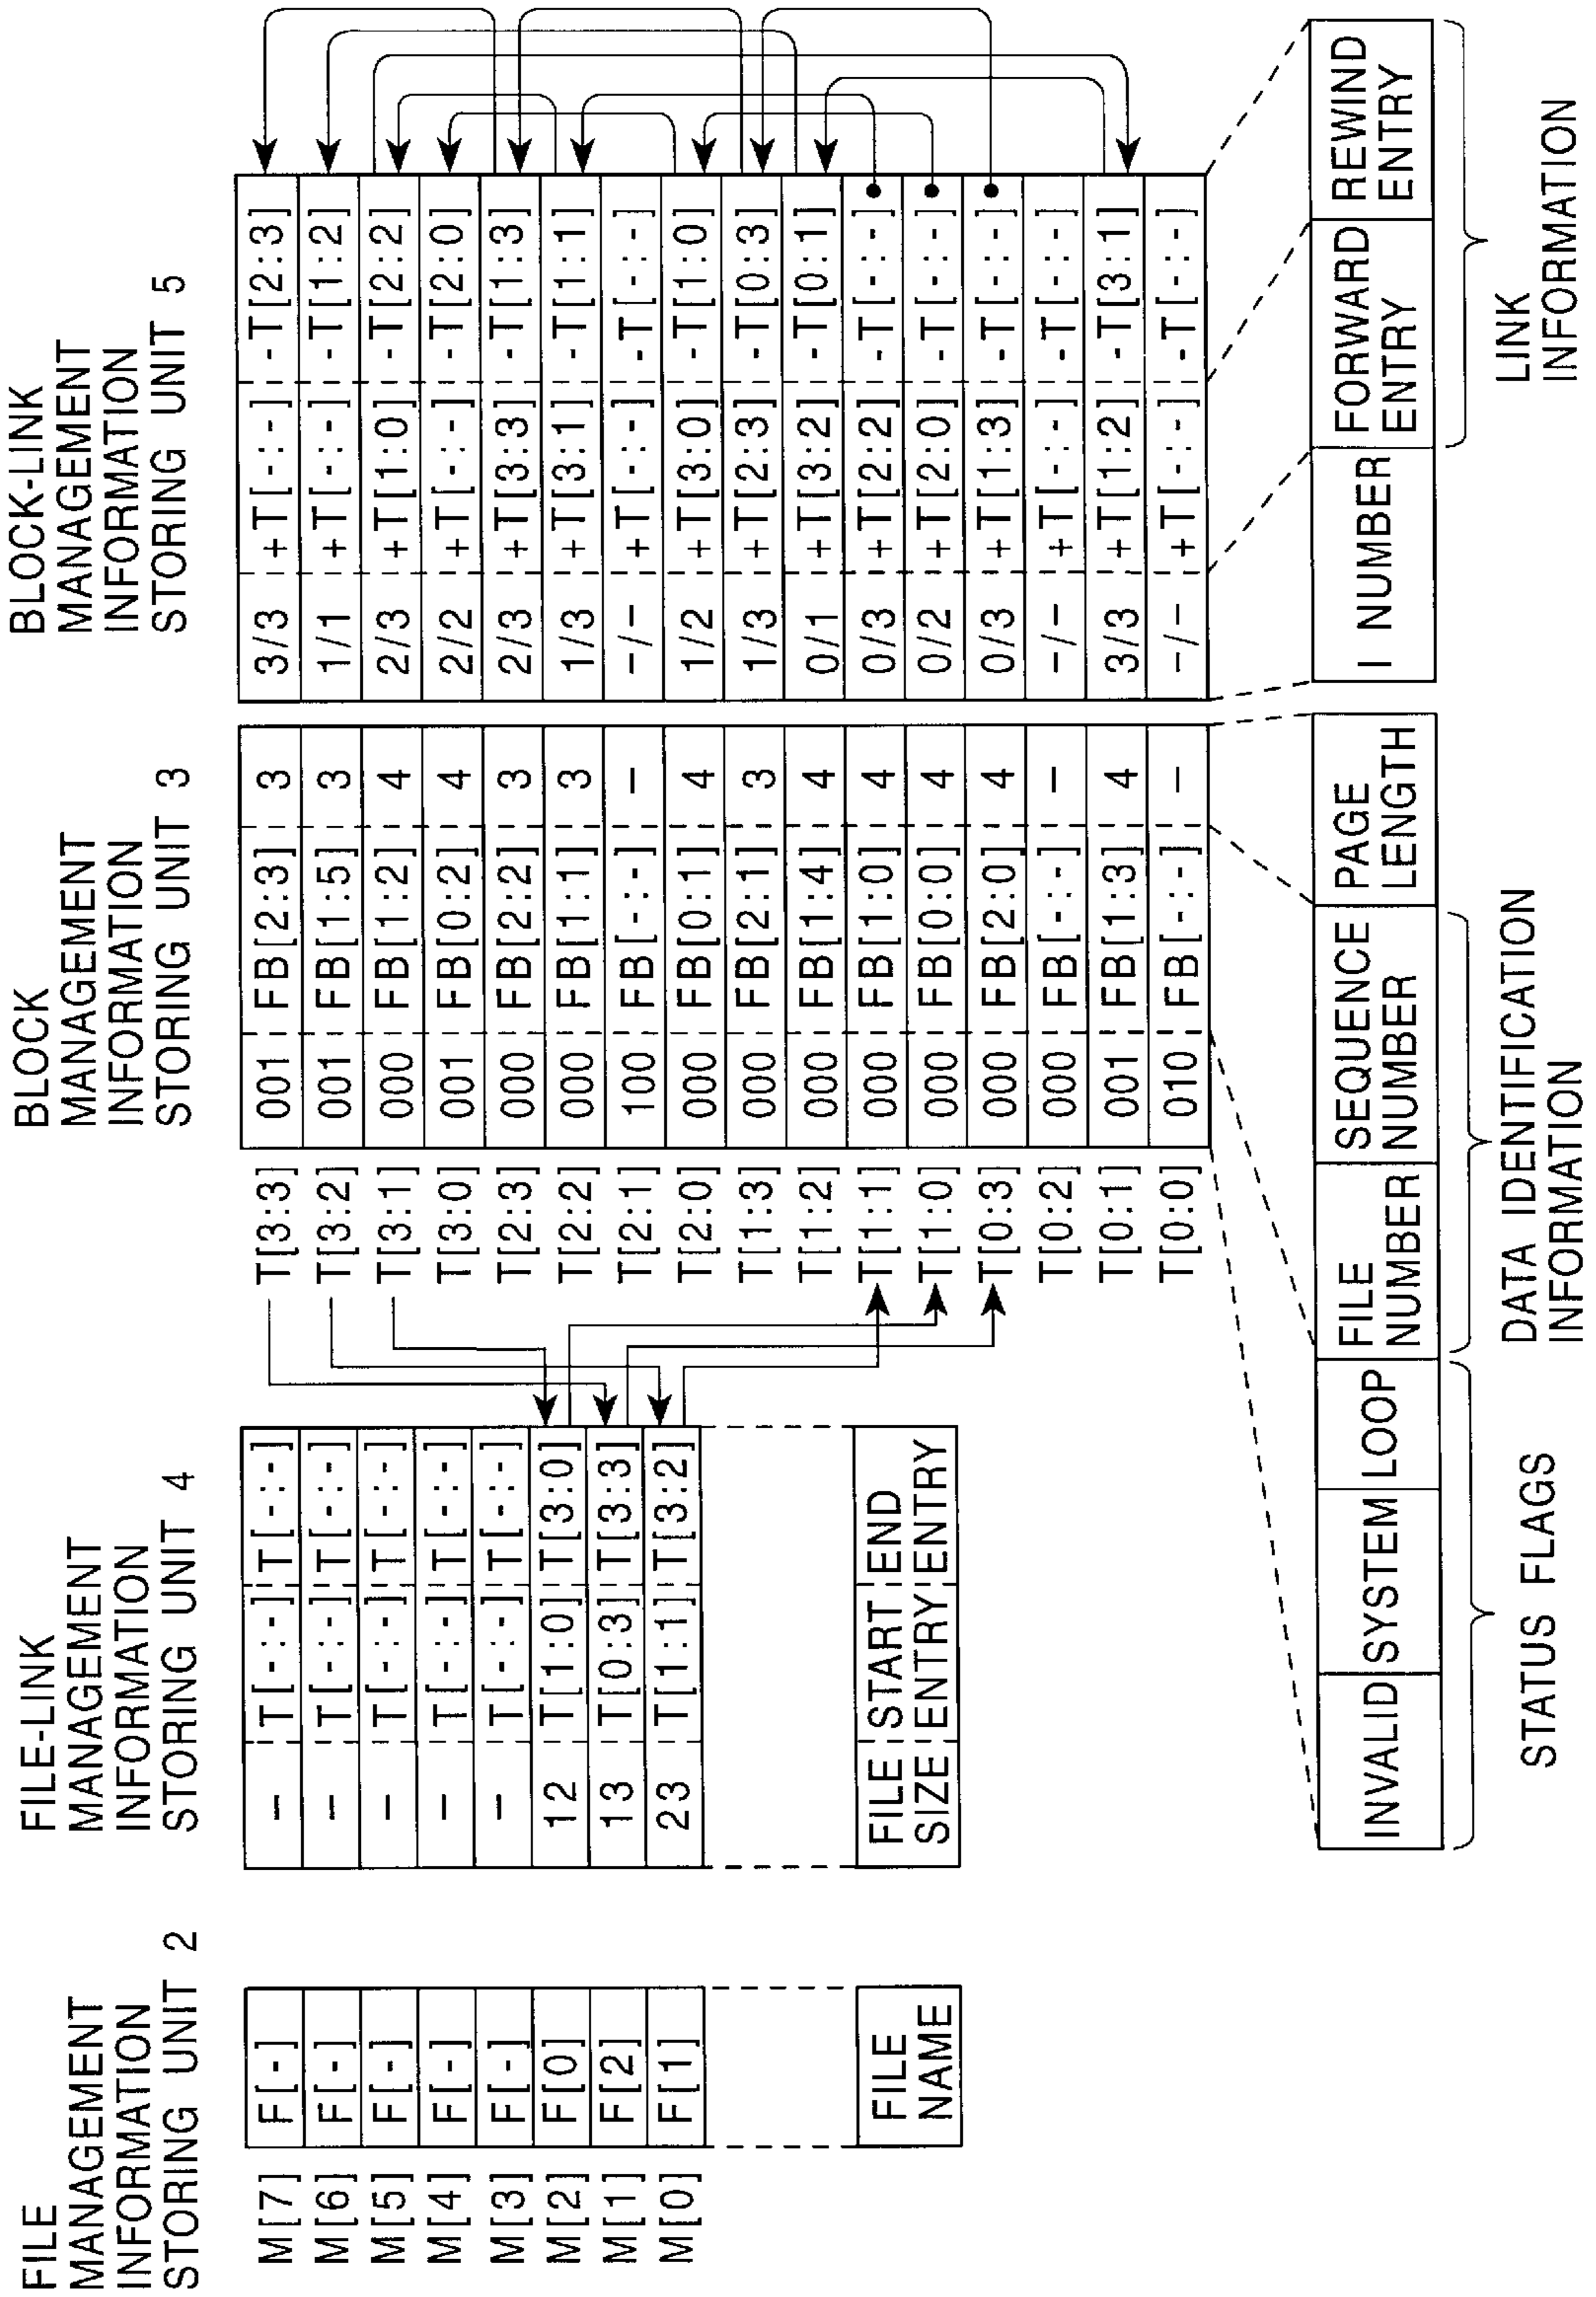 FILE
MANAGEMENT
INFORMATION
STORING UNIT 2
M[7] F[-]
M[6] F[-]
M[5] F[-]
M[4] F[-]
M[3] F[-]
M[2] F[0]
M[1] F[2]
M[0] F[1]
FILE
NAME
FILE-LINK
MANAGEMENT
INFORMATION
STORING UNIT 4
- T[-:-] T[-:-]
- T[-:-] T[-:-]
- T[-:-] T[-:-]
- T[-:-] T[-:-]
- T[-:-] T[-:-]
12 T[1:0] T[3:0]
13 T[0:3] T[3:3]
23 T[1:1] T[3:2]
FILE START END
SIZE ENTRY ENTRY
BLOCK
MANAGEMENT
INFORMATION
STORING UNIT 3
T[3:3] 001 FB[2:3] 3
T[3:2] 001 FB[1:5] 3
T[3:1] 000 FB[1:2] 4
T[3:0] 001 FB[0:2] 4
T[2:3] 000 FB[2:2] 3
T[2:2] 000 FB[1:1] 3
T[2:1] 100 FB[-:-] -
T[2:0] 000 FB[0:1] 4
T[1:3] 000 FB[2:1] 3
T[1:2] 000 FB[1:4] 4
T[1:1] 000 FB[1:0] 4
T[1:0] 000 FB[0:0] 4
T[0:3] 000 FB[2:0] 4
T[0:2] 000 FB[-:-] -
T[0:1] 001 FB[1:3] 4
T[0:0] 010 FB[-:-] -
INVALID SYSTEM LOOP
FILE NUMBER
SEQUENCE NUMBER
PAGE LENGTH
STATUS FLAGS
DATA IDENTIFICATION
INFORMATION
BLOCK-LINK
MANAGEMENT
INFORMATION
STORING UNIT 5
3/3 +T[-:-] -T[2:3]
1/1 +T[-:-] -T[1:2]
2/3 +T[1:0] -T[2:2]
2/2 +T[-:-] -T[2:0]
2/3 +T[3:3] -T[1:3]
1/3 +T[3:1] -T[1:1]
-/- +T[-:-] -T[-:-]
1/2 +T[3:0] -T[1:0]
1/3 +T[2:3] -T[0:3]
0/1 +T[3:2] -T[0:1]
0/3 +T[2:2] -T[-:-]
0/2 +T[2:0] -T[-:-]
0/3 +T[1:3] -T[-:-]
-/- +T[-:-] -T[-:-]
3/3 +T[1:2] -T[3:1]
-/- +T[-:-] -T[-:-]
I NUMBER
FORWARD ENTRY
REWIND ENTRY
LINK
INFORMATION